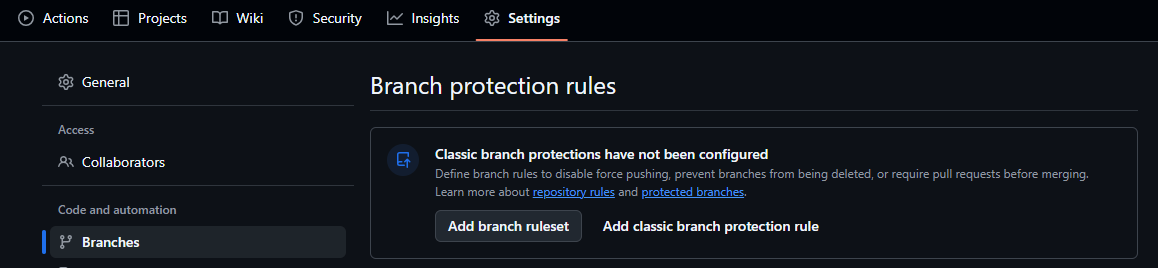 Actions Projects Wiki Security Insights Settings
General
Access
Collaborators
Code and automation
Branches
Branch protection rules
Classic branch protections have not been configured
Define branch rules to disable force pushing, prevent branches from being deleted, or require pull requests before merging.
Learn more about repository rules and protected branches.
Add branch ruleset Add classic branch protection rule